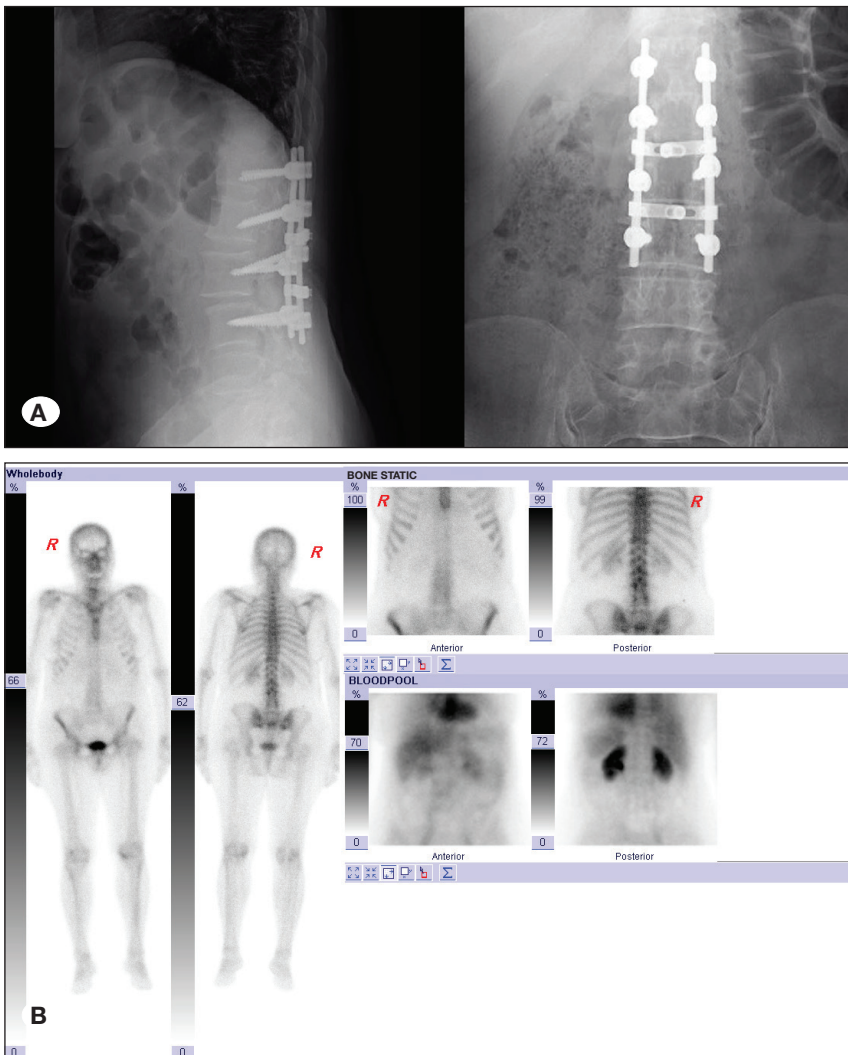 A
Wholebody
%
66
0
%
62
0
R
R
BONE STATIC
%
100
0
R
Anterior
%
99
0
R
Posterior
Σ
BLOODPOOL
%
70
0
Anterior
%
72
0
Posterior
Σ
B